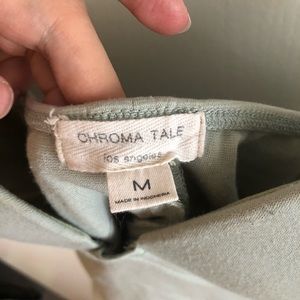 CHROMA TALE
los angeles
M
MADE IN INDONESIA